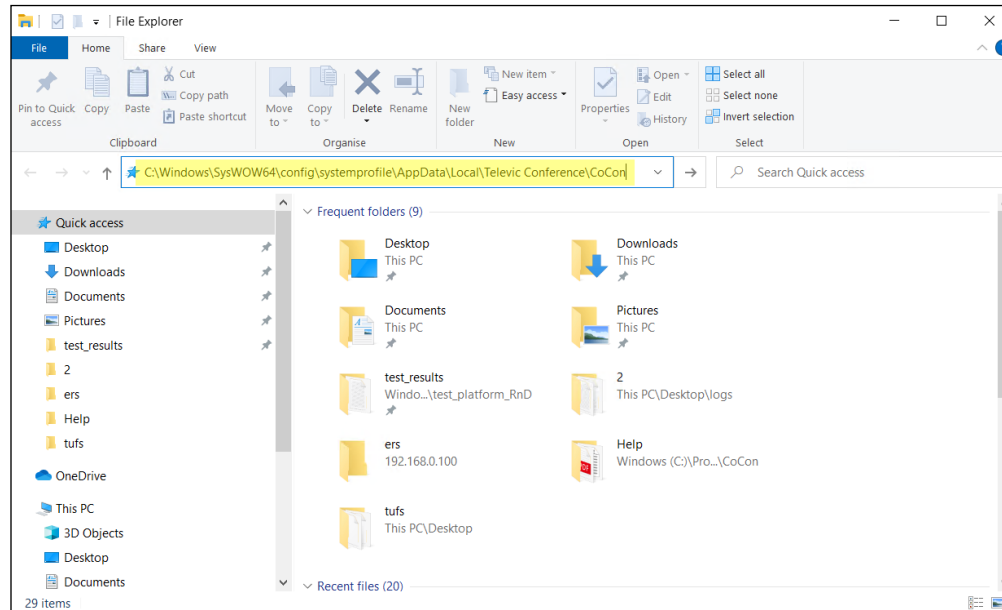 File Explorer
File Home Share View
Pin to Quick access
Copy
Paste
Cut
Copy path
Paste shortcut
Clipboard
Move to
Copy to
Delete
Rename
Organise
New folder
New item
Easy access
New
Properties
Open
Edit
History
Open
Select all
Select none
Invert selection
Select
C:\Windows\SysWOW64\config\systemprofile\AppData\Local\Televic Conference\CoCon
Search Quick access
Quick access
Desktop
Downloads
Documents
Pictures
test_results
2
ers
Help
tufs
OneDrive
This PC
3D Objects
Desktop
Documents
Frequent folders (9)
Desktop
This PC
Downloads
This PC
Documents
This PC
Pictures
This PC
test_results
Windo...\test_platform_RnD
2
This PC\Desktop\logs
ers
192.168.0.100
Help
Windows (C:)\Pro...\CoCon
PDF
tufs
This PC\Desktop
Recent files (20)
29 items